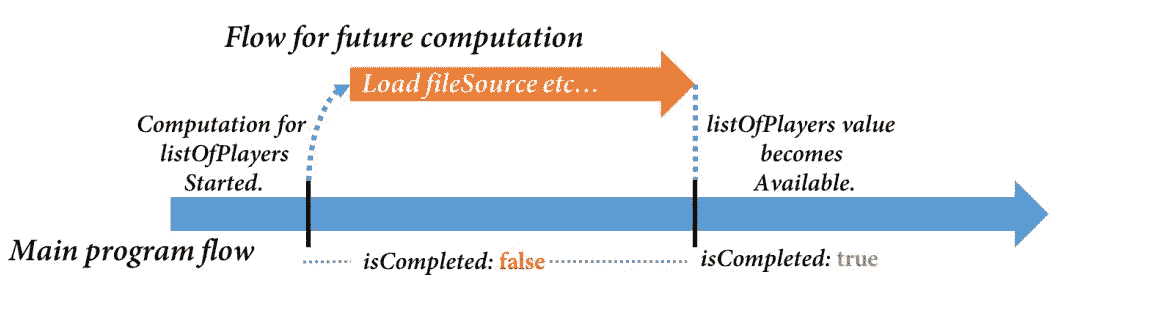 Flow for future computation
Load fileSource etc...
Computation for
listOfPlayers
Started.
listOfPlayers value
becomes
Available.
Main program flow
isCompleted: false
isCompleted: true